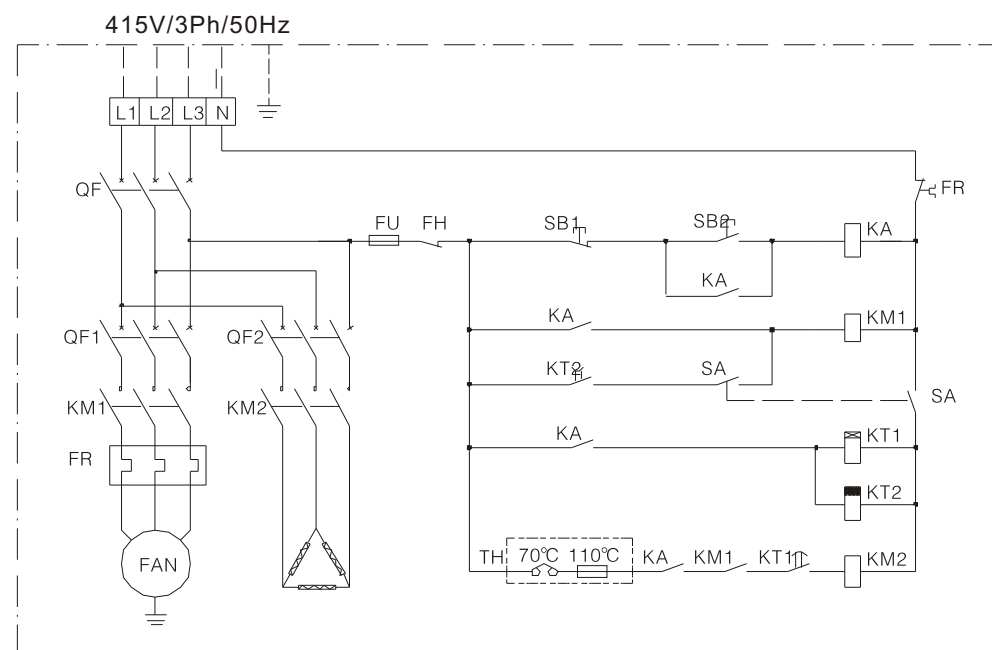 415V/3Ph/50Hz
L1 L2 L3 N
QF FR
FU FH SB1 SB2 KA
KA
QF1 QF2 KA KM1
KT2 SA
KM1 KM2 SA
FR KA KT1
KT2
FAN TH 70℃ 110℃ KA KM1 KT1 KM2